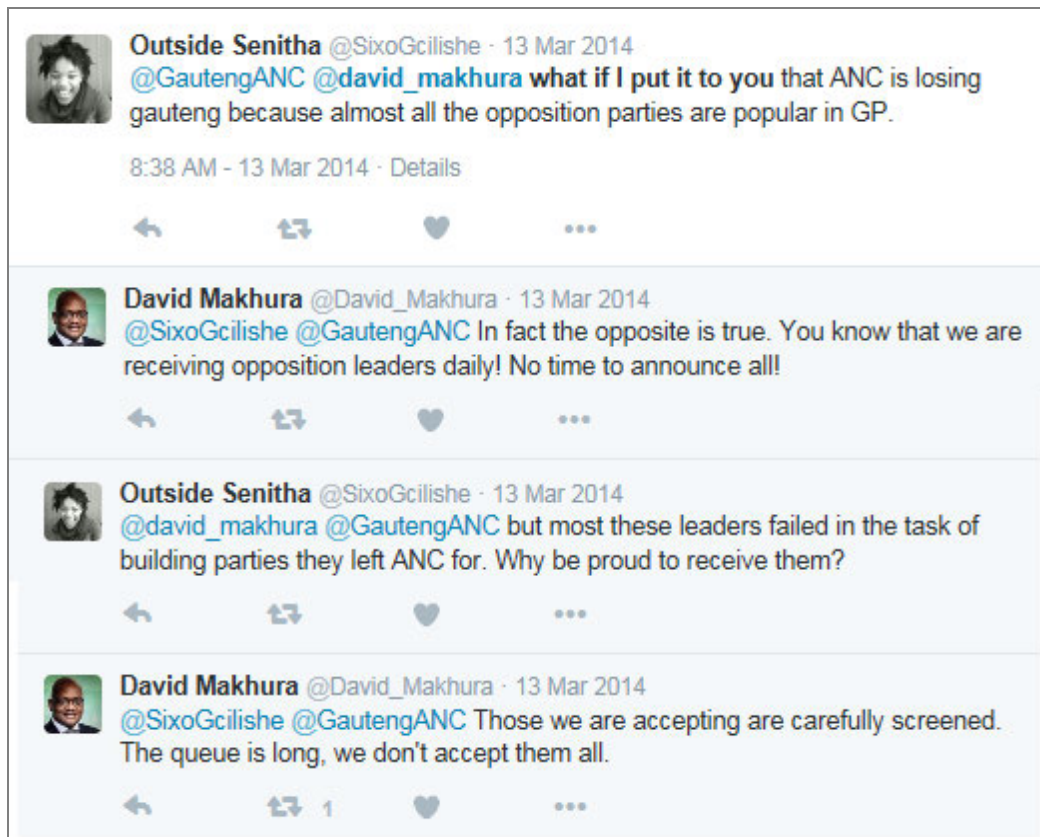 Outside Senitha @SixoGcilishe · 13 Mar 2014
@GautengANC @david_makhura what if I put it to you that ANC is losing
gauteng because almost all the opposition parties are popular in GP.
8:38 AM - 13 Mar 2014 · Details
David Makhura @David_Makhura · 13 Mar 2014
@SixoGcilishe @GautengANC In fact the opposite is true. You know that we are
receiving opposition leaders daily! No time to announce all!
Outside Senitha @SixoGcilishe · 13 Mar 2014
@david_makhura @GautengANC but most these leaders failed in the task of
building parties they left ANC for. Why be proud to receive them?
David Makhura @David_Makhura · 13 Mar 2014
@SixoGcilishe @GautengANC Those we are accepting are carefully screened.
The queue is long, we don't accept them all.
1